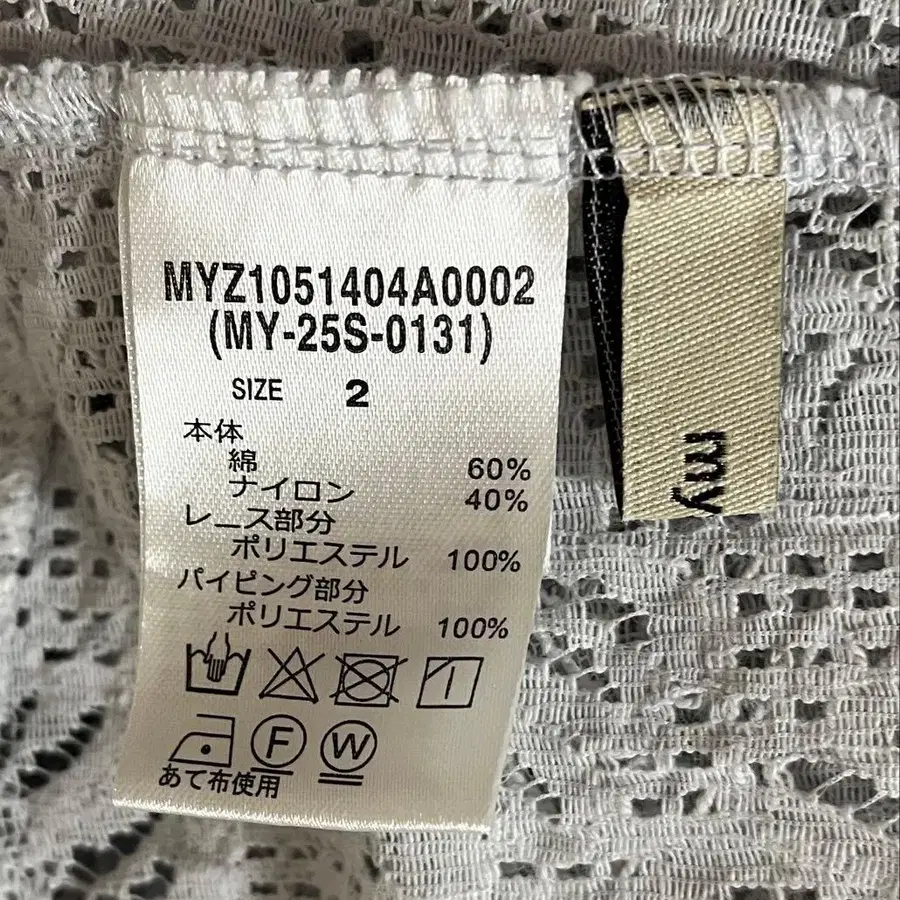 MYZ1051404A0002
(MY-25S-0131)
SIZE 2
本体
綿 60%
ナイロン 40%
レース部分
ポリエステル 100%
パイピング部分
ポリエステル 100%
F W
あて布使用
my